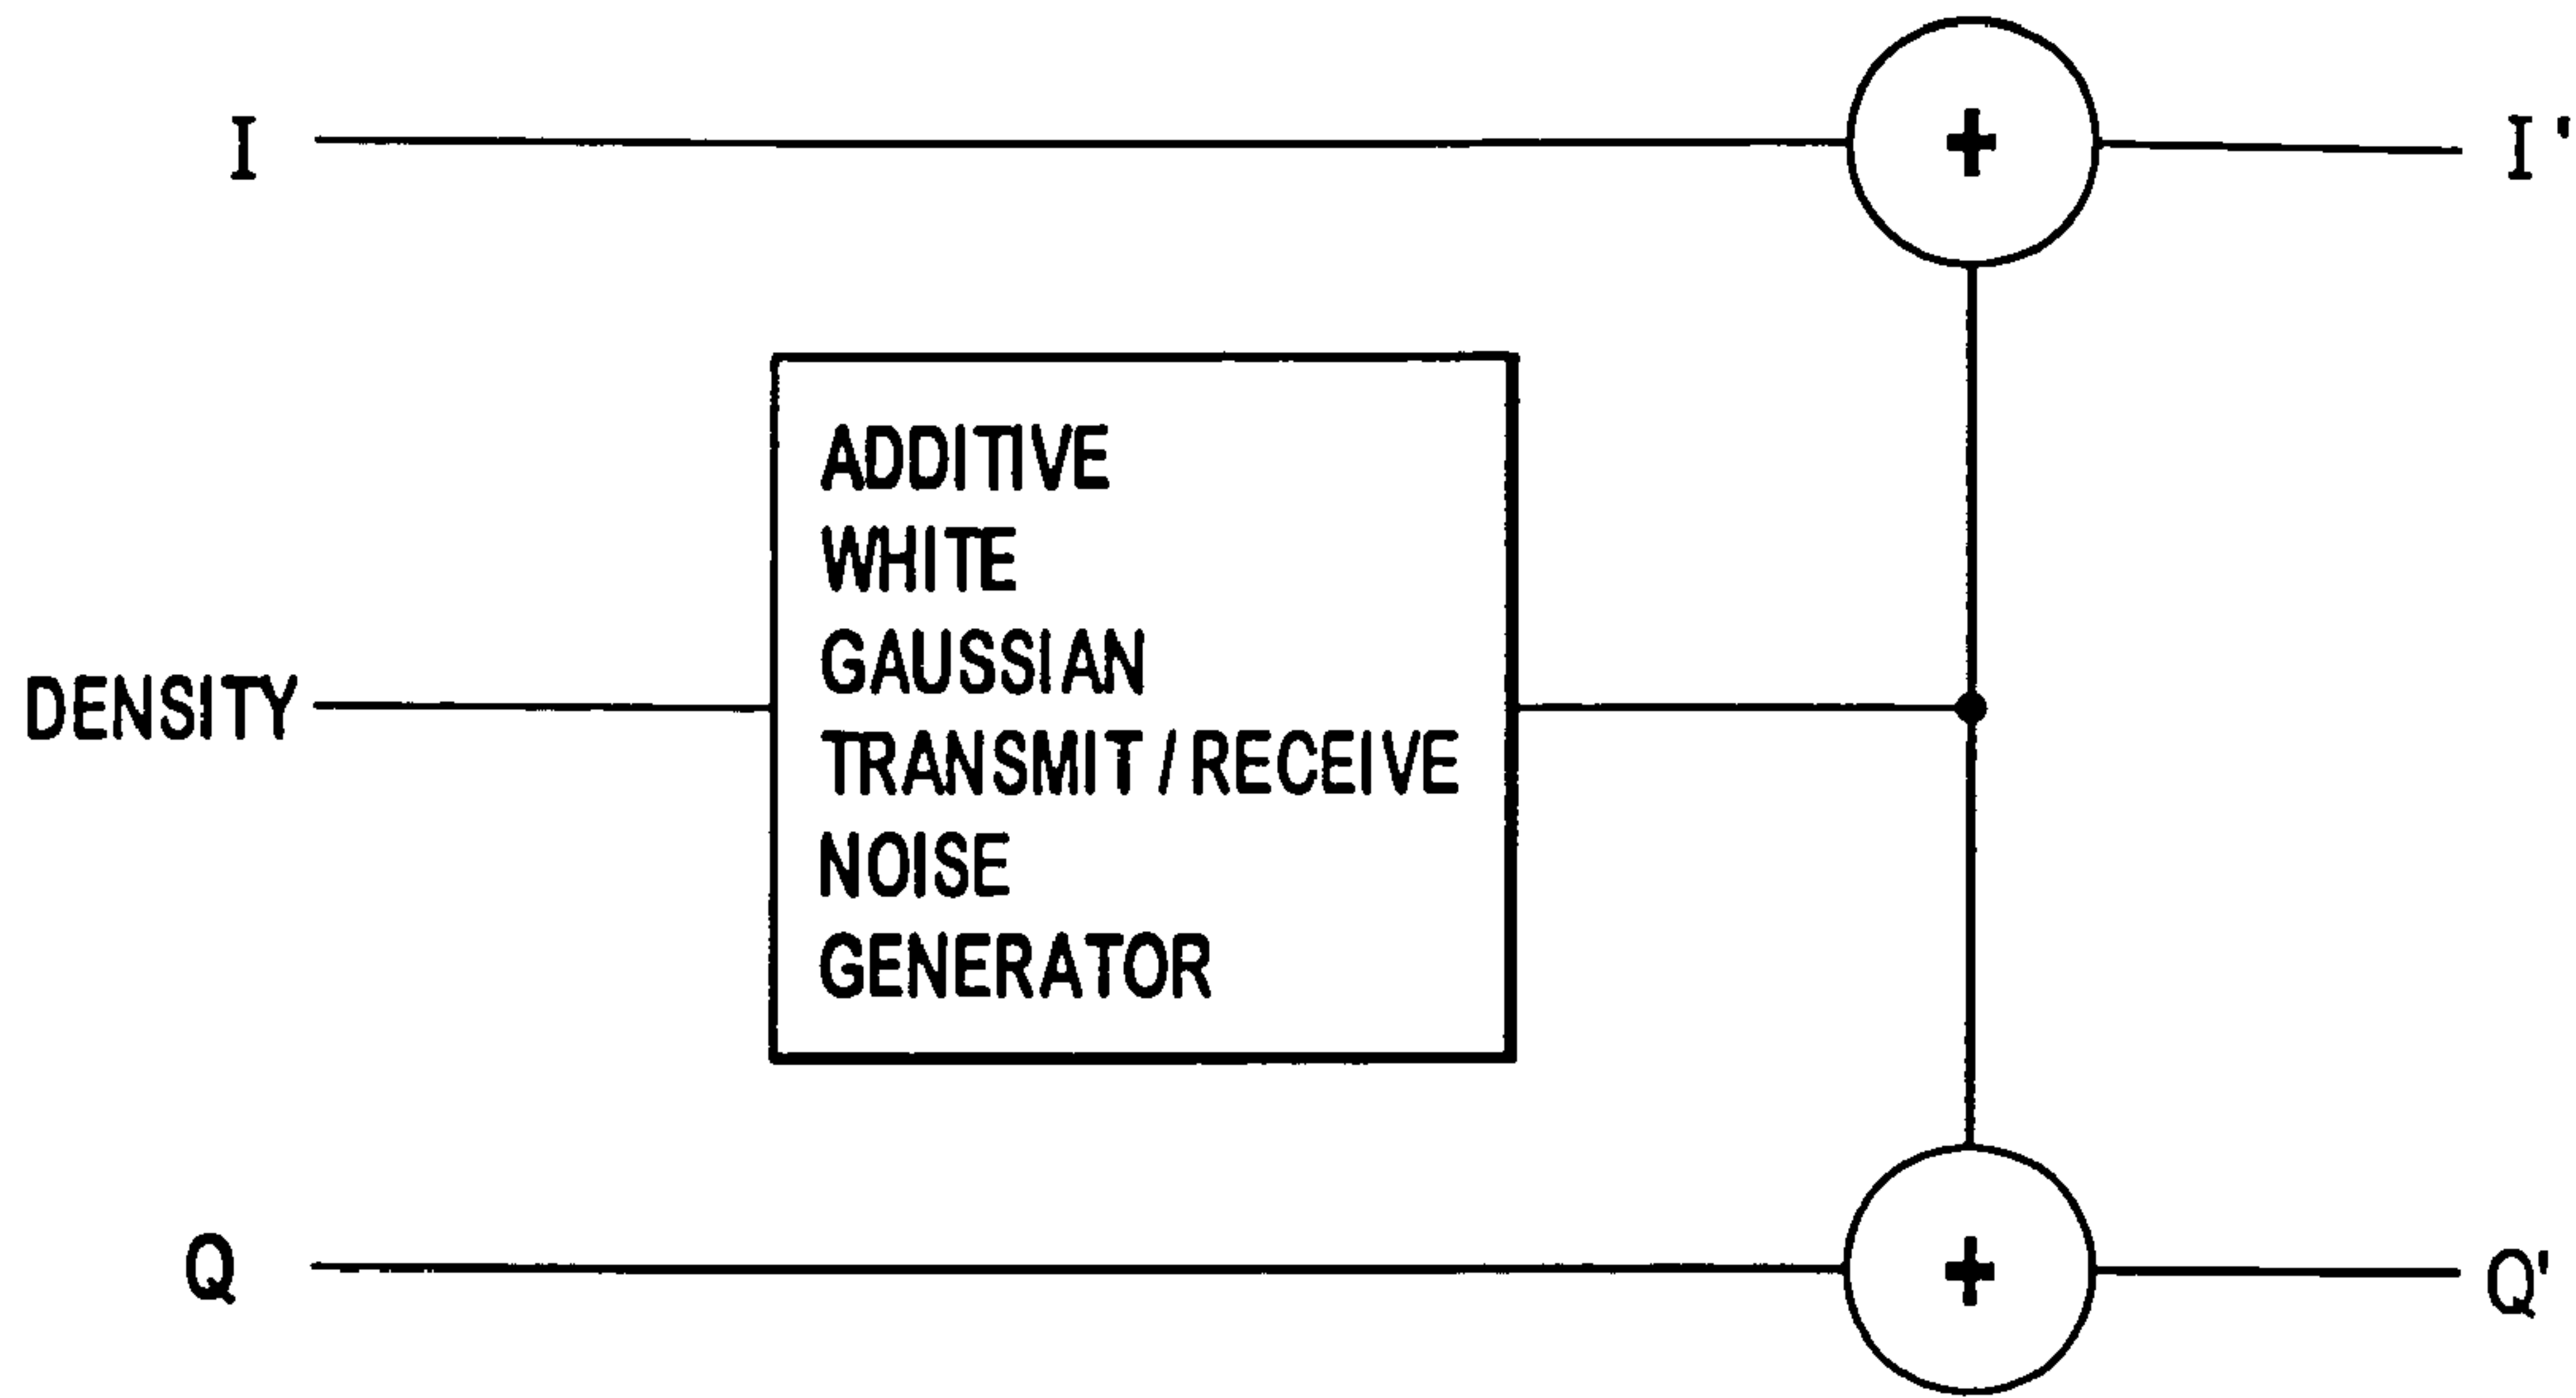 I
+
I'
ADDITIVE
WHITE
GAUSSIAN
TRANSMIT / RECEIVE
NOISE
GENERATOR
DENSITY
Q
+
Q'